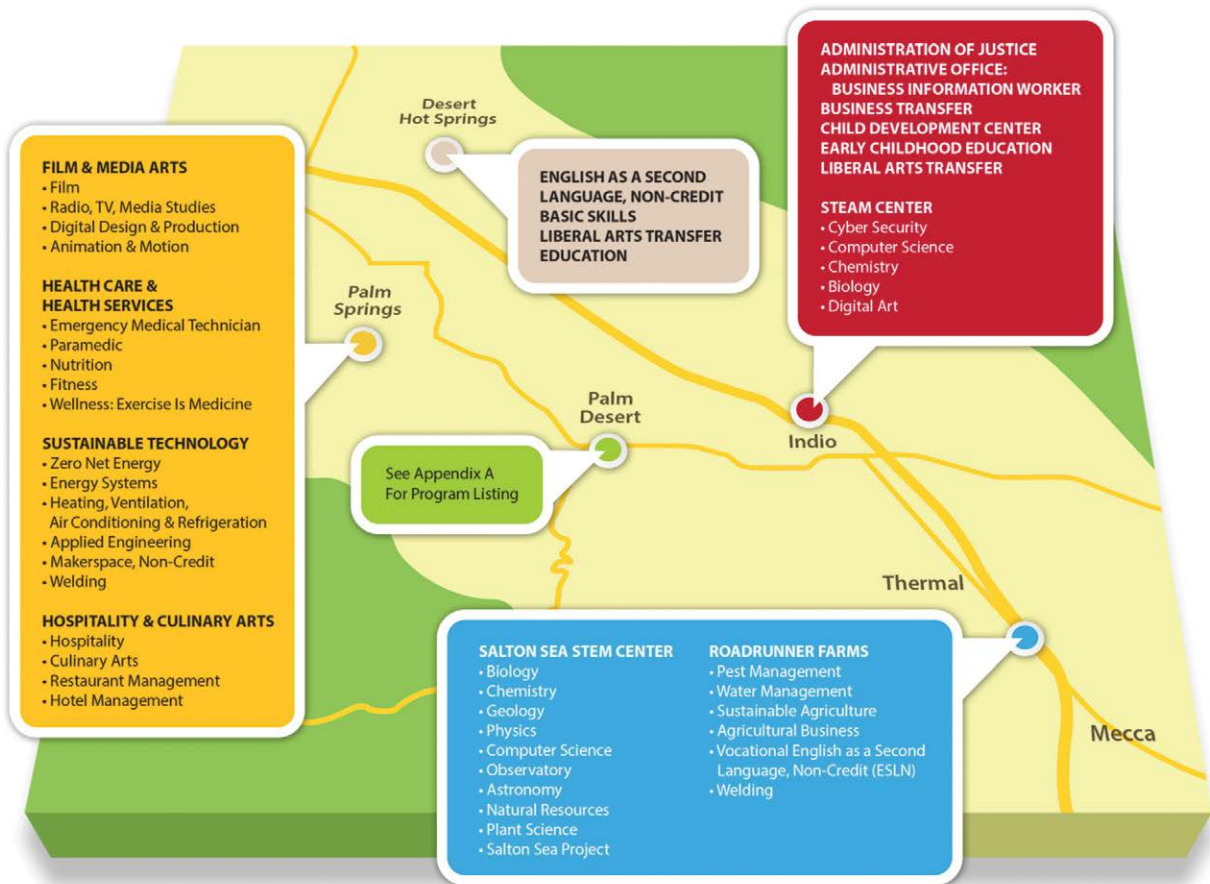 FILM & MEDIA ARTS
• Film
• Radio, TV, Media Studies
• Digital Design & Production
• Animation & Motion
HEALTH CARE &
HEALTH SERVICES
• Emergency Medical Technician
• Paramedic
• Nutrition
• Fitness
• Wellness: Exercise Is Medicine
SUSTAINABLE TECHNOLOGY
• Zero Net Energy
• Energy Systems
• Heating, Ventilation,
Air Conditioning & Refrigeration
• Applied Engineering
• Makerspace, Non-Credit
• Welding
HOSPITALITY & CULINARY ARTS
• Hospitality
• Culinary Arts
• Restaurant Management
• Hotel Management
Desert
Hot Springs
ENGLISH AS A SECOND
LANGUAGE, NON-CREDIT
BASIC SKILLS
LIBERAL ARTS TRANSFER
EDUCATION
ADMINISTRATION OF JUSTICE
ADMINISTRATIVE OFFICE:
BUSINESS INFORMATION WORKER
BUSINESS TRANSFER
CHILD DEVELOPMENT CENTER
EARLY CHILDHOOD EDUCATION
LIBERAL ARTS TRANSFER
STEAM CENTER
• Cyber Security
• Computer Science
• Chemistry
• Biology
• Digital Art
Palm
Springs
Palm
Desert
Indio
See Appendix A
For Program Listing
Thermal
Mecca
SALTON SEA STEM CENTER
• Biology
• Chemistry
• Geology
• Physics
• Computer Science
• Observatory
• Astronomy
• Natural Resources
• Plant Science
• Salton Sea Project
ROADRUNNER FARMS
• Pest Management
• Water Management
• Sustainable Agriculture
• Agricultural Business
• Vocational English as a Second
Language, Non-Credit (ESLN)
• Welding